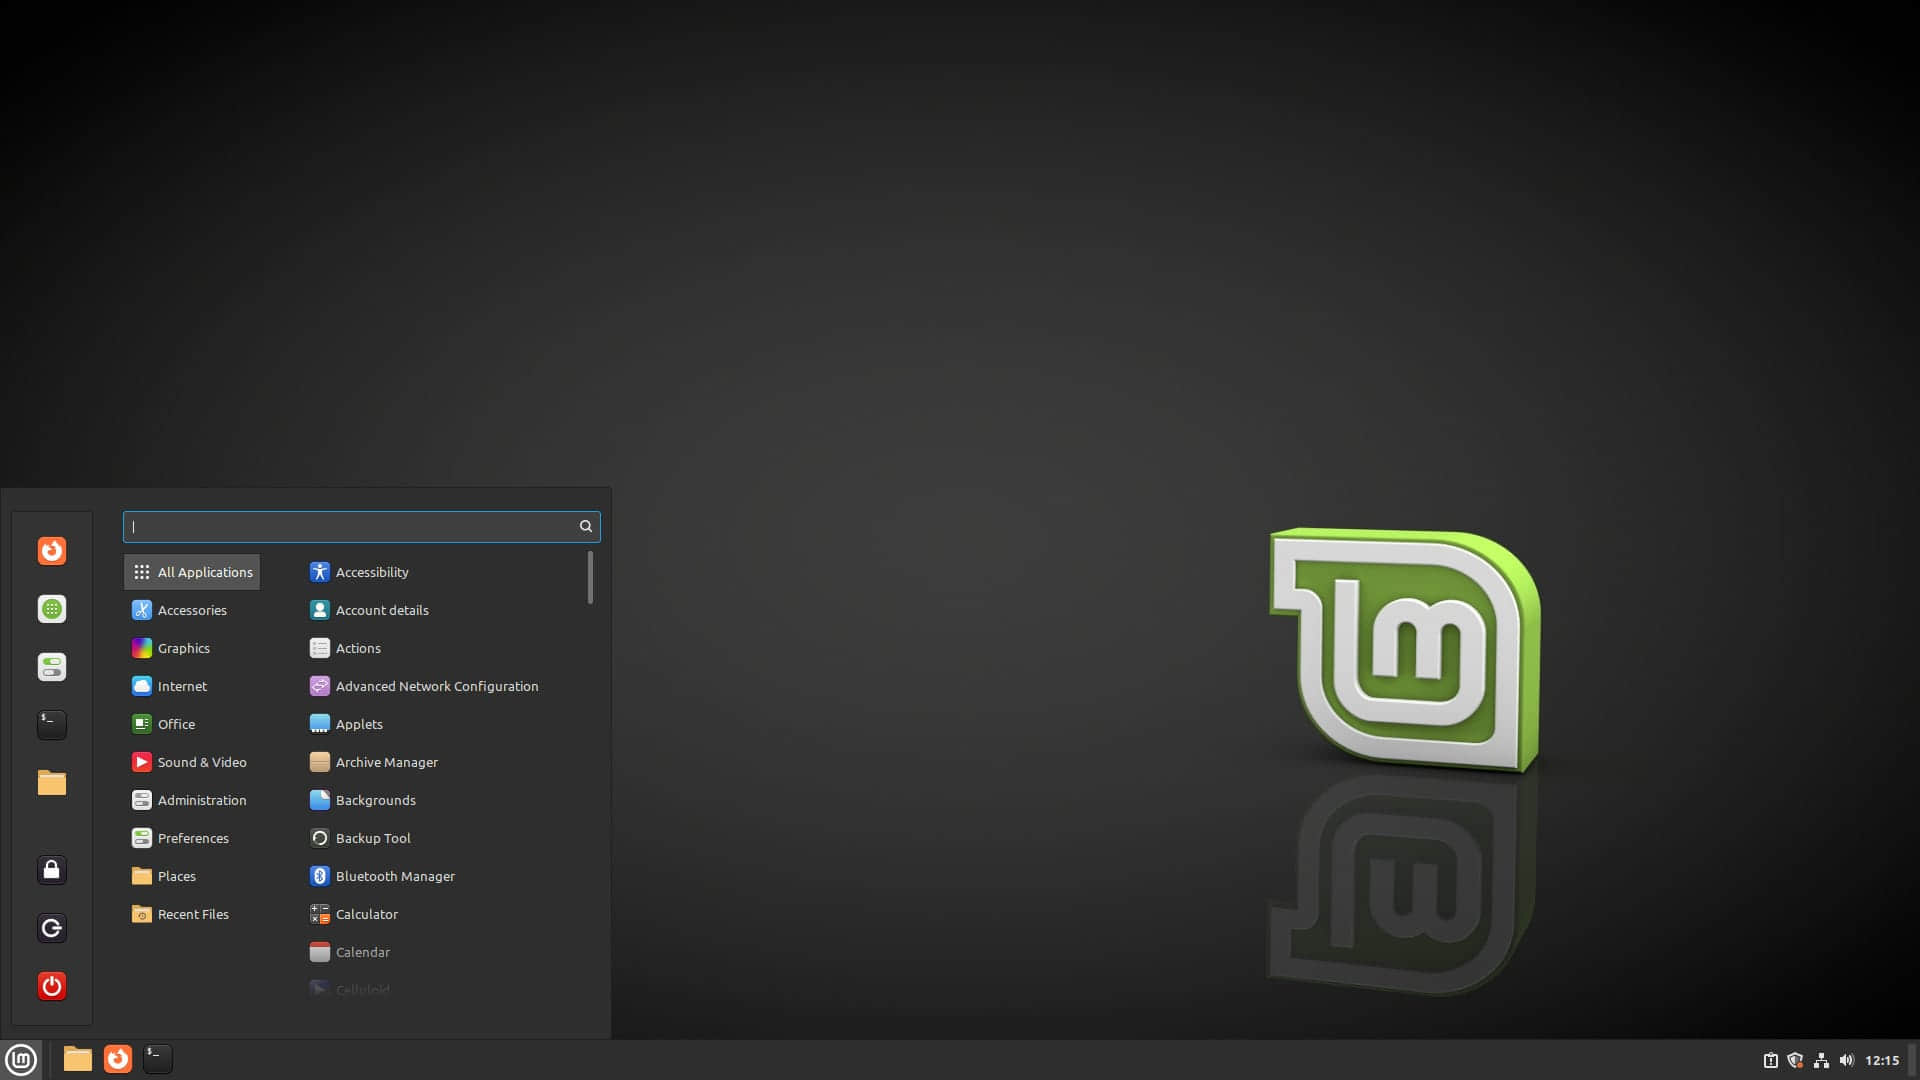 All Applications
Accessories
Graphics
Internet
Office
Sound & Video
Administration
Preferences
Places
Recent Files
Accessibility
Account details
Actions
Advanced Network Configuration
Applets
Archive Manager
Backgrounds
Backup Tool
Bluetooth Manager
Calculator
Calendar
Celluloid
lm
12:15